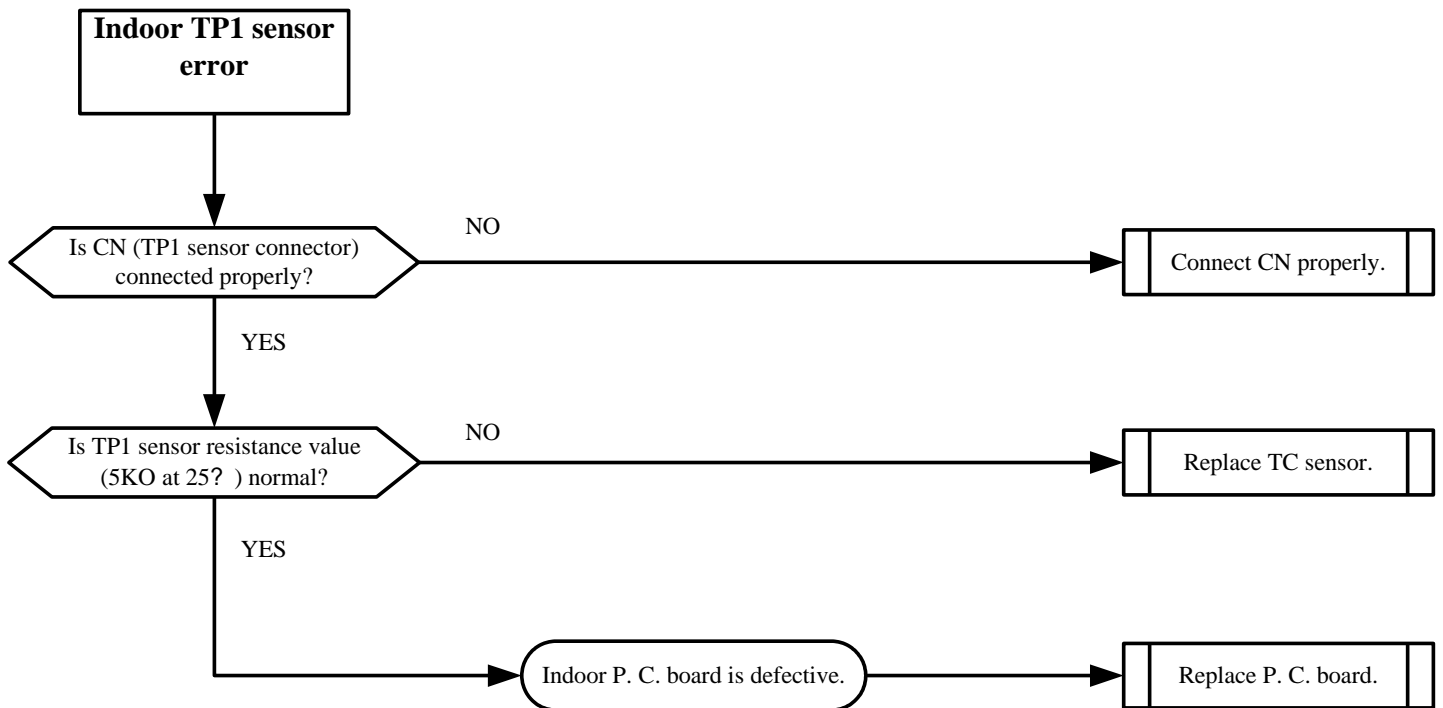 Indoor TP1 sensor
error
NO
Is CN (TP1 sensor connector)
connected properly?
Connect CN properly.
YES
NO
Is TP1 sensor resistance value
(5KO at 25? ) normal?
Replace TC sensor.
YES
Indoor P. C. board is defective.
Replace P. C. board.